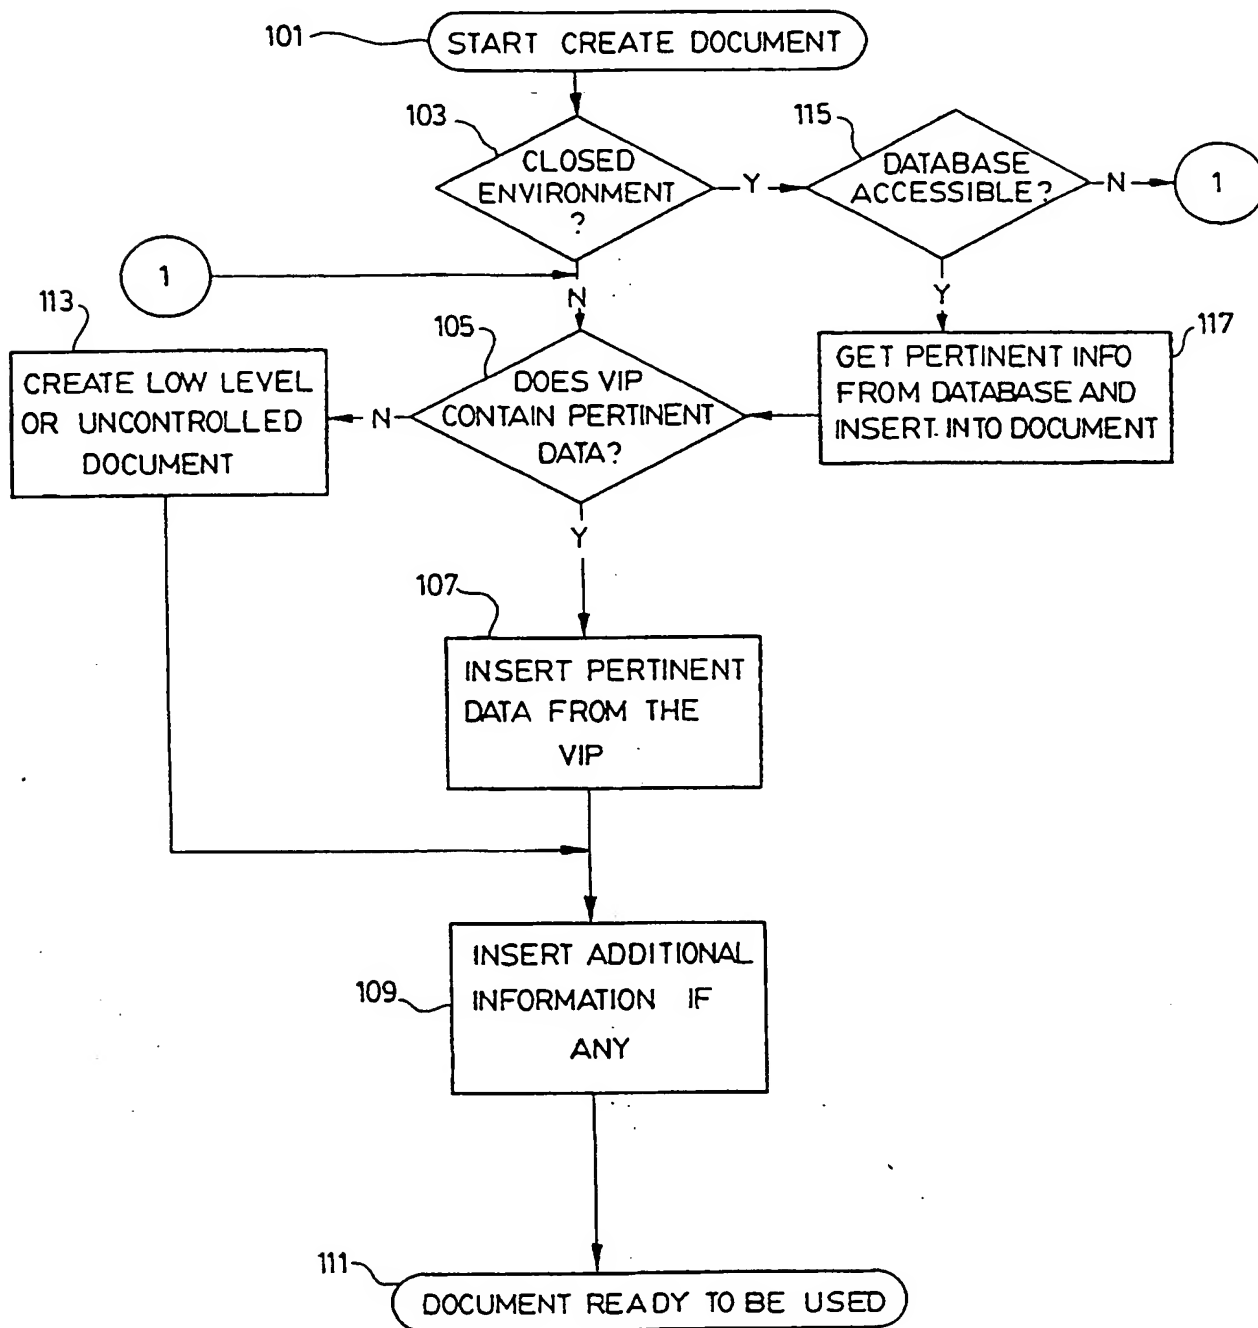 101
START CREATE DOCUMENT
103
CLOSED
ENVIRONMENT
?
Y
115
DATABASE
ACCESSIBLE?
N
1
1
N
Y
113
CREATE LOW LEVEL
OR UNCONTROLLED
DOCUMENT
105
DOES VIP
CONTAIN PERTINENT
DATA?
N
117
GET PERTINENT INFO
FROM DATABASE AND
INSERT. INTO DOCUMENT
Y
107
INSERT PERTINENT
DATA FROM THE
VIP
109
INSERT ADDITIONAL
INFORMATION IF
ANY
111
DOCUMENT READY TO BE USED